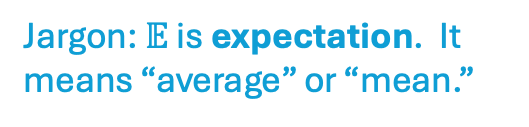 Jargon: 𝔼 is expectation.  It
means “average” or “mean.”